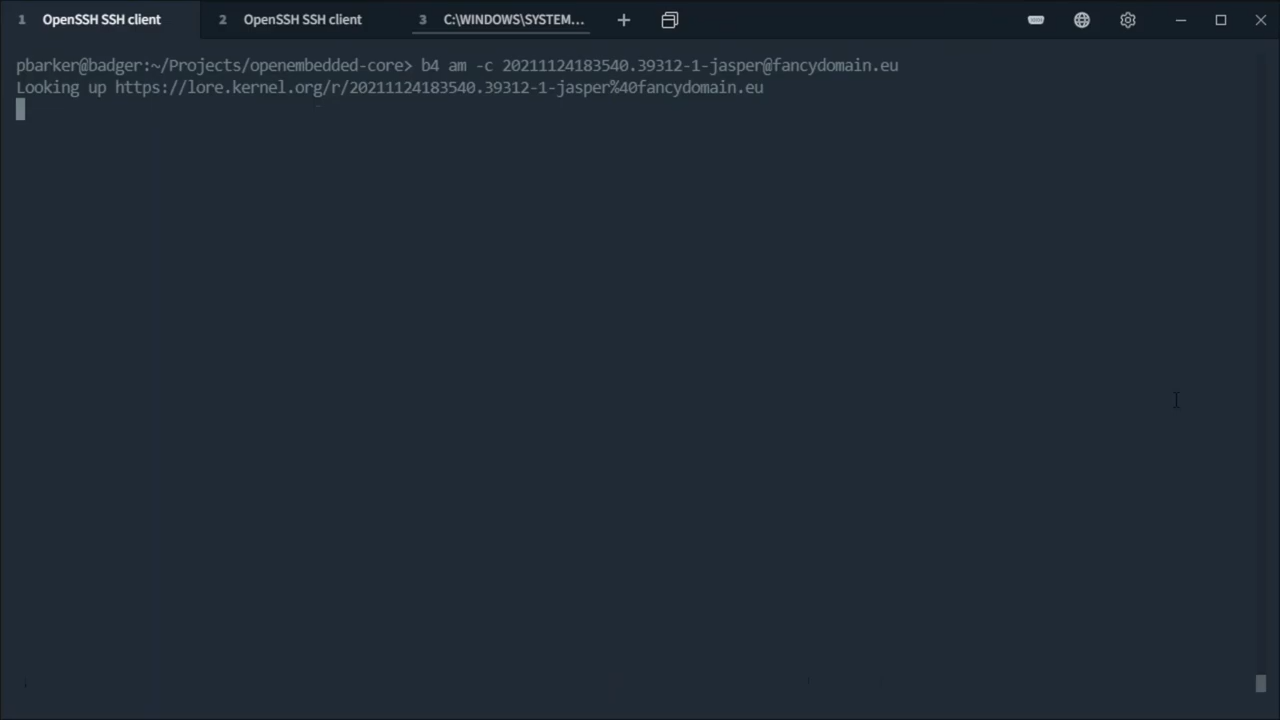 1 OpenSSH SSH client 2 OpenSSH SSH client 3 C:\WINDOWS\SYSTEM...
pbarker@badger:~/Projects/openembedded-core> b4 am -c 20211124183540.39312-1-jasper@fancydomain.eu
Looking up https://lore.kernel.org/r/20211124183540.39312-1-jasper%40fancydomain.eu